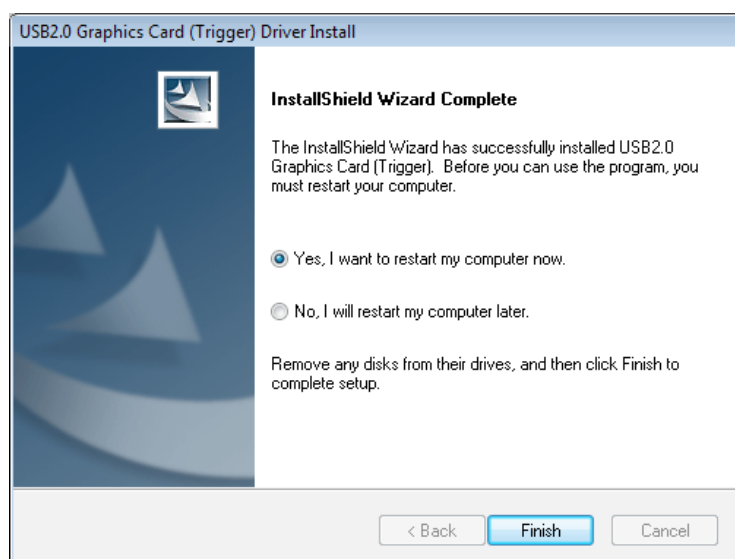 USB2.0 Graphics Card (Trigger) Driver Install
InstallShield Wizard Complete
The InstallShield Wizard has successfully installed USB2.0
Graphics Card (Trigger).  Before you can use the program, you
must restart your computer.
Yes, I want to restart my computer now.
No, I will restart my computer later.
Remove any disks from their drives, and then click Finish to
complete setup.
< Back
Finish
Cancel